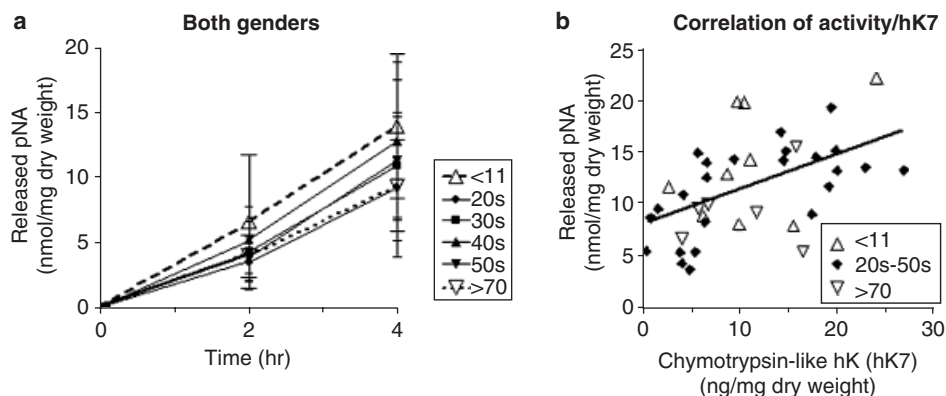 a
Both genders
Released pNA
(nmol/mg dry weight)
20
15
10
5
0
0
2
4
Time (hr)
<11
20s
30s
40s
50s
>70
b
Correlation of activity/hK7
Released pNA
(nmol/mg dry weight)
25
20
15
10
5
0
0
10
20
30
<11
20s-50s
>70
Chymotrypsin-like hK (hK7)
(ng/mg dry weight)